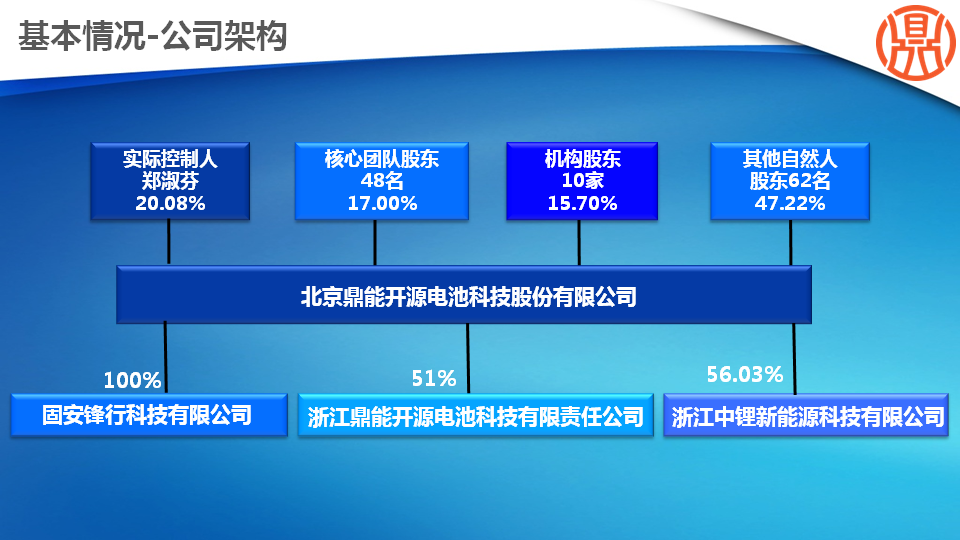 基本情况-公司架构
鼎
实际控制人
郑淑芬
20.08%
核心团队股东
48名
17.00%
机构股东
10家
15.70%
其他自然人
股东62名
47.22%
北京鼎能开源电池科技股份有限公司
100%
51%
56.03%
固安锋行科技有限公司
浙江鼎能开源电池科技有限责任公司
浙江中锂新能源科技有限公司